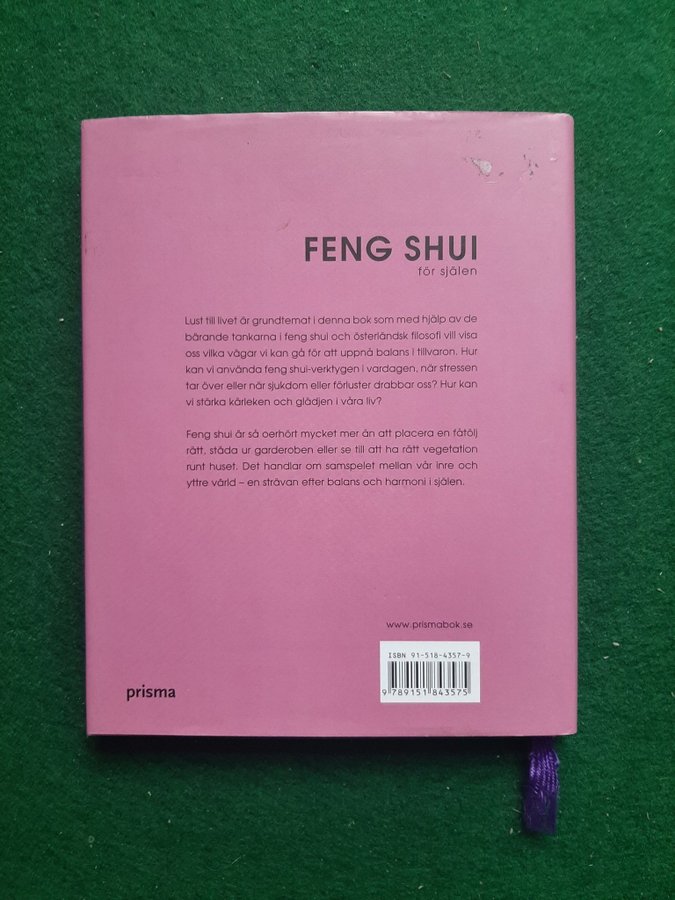 FENG SHUI
för själen
Lust till livet är grundtemat i denna bok som med hjälp av de
bärande tankarna i feng shui och österländsk filosofi vill visa
oss vilka vägar vi kan gå för att uppnå balans i tillvaron. Hur
kan vi använda feng shui-verktygen i vardagen, när stressen
tar över eller när sjukdom eller förluster drabbar oss? Hur kan
vi stärka kärleken och glädjen i våra liv?
Feng shui är så oerhört mycket mer än att placera en fåtölj
rätt, städa ur garderoben eller se till att ha rätt vegetation
runt huset. Det handlar om samspelet mellan vår inre och
yttre värld – en strävan efter balans och harmoni i själen.
www.prismabok.se
ISBN 91-518-4357-9
9 789151 843575
prisma